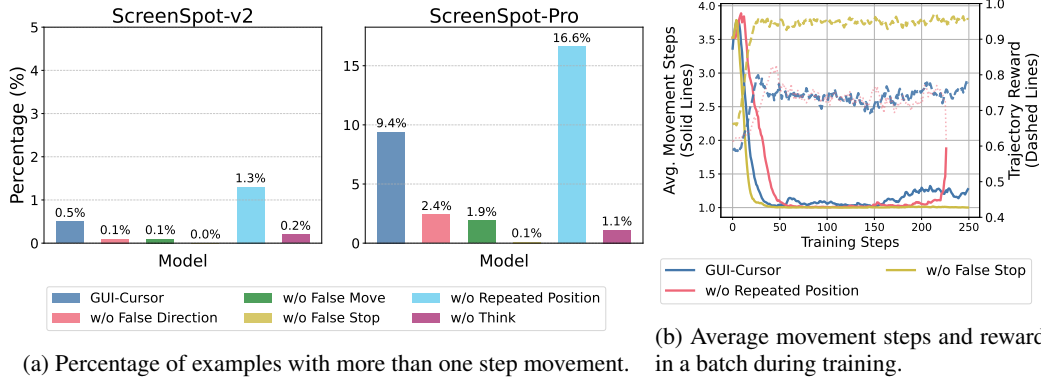 ScreenSpot-v2
Percentage (%)
5
4
3
2
1
0
0.5%
0.1%
0.1%
0.0%
1.3%
0.2%
Model
ScreenSpot-Pro
15
10
5
0
9.4%
2.4%
1.9%
0.1%
16.6%
1.1%
Model
GUI-Cursor
w/o False Direction
w/o False Move
w/o False Stop
w/o Repeated Position
w/o Think
(a) Percentage of examples with more than one step movement.
Avg. Movement Steps
(Solid Lines)
4.0
3.5
3.0
2.5
2.0
1.5
1.0
0
50
100
150
200
250
Training Steps
1.0
0.9
0.8
0.7
0.6
0.5
0.4
Trajectory Reward
(Dashed Lines)
GUI-Cursor
w/o Repeated Position
w/o False Stop
(b) Average movement steps and reward
in a batch during training.